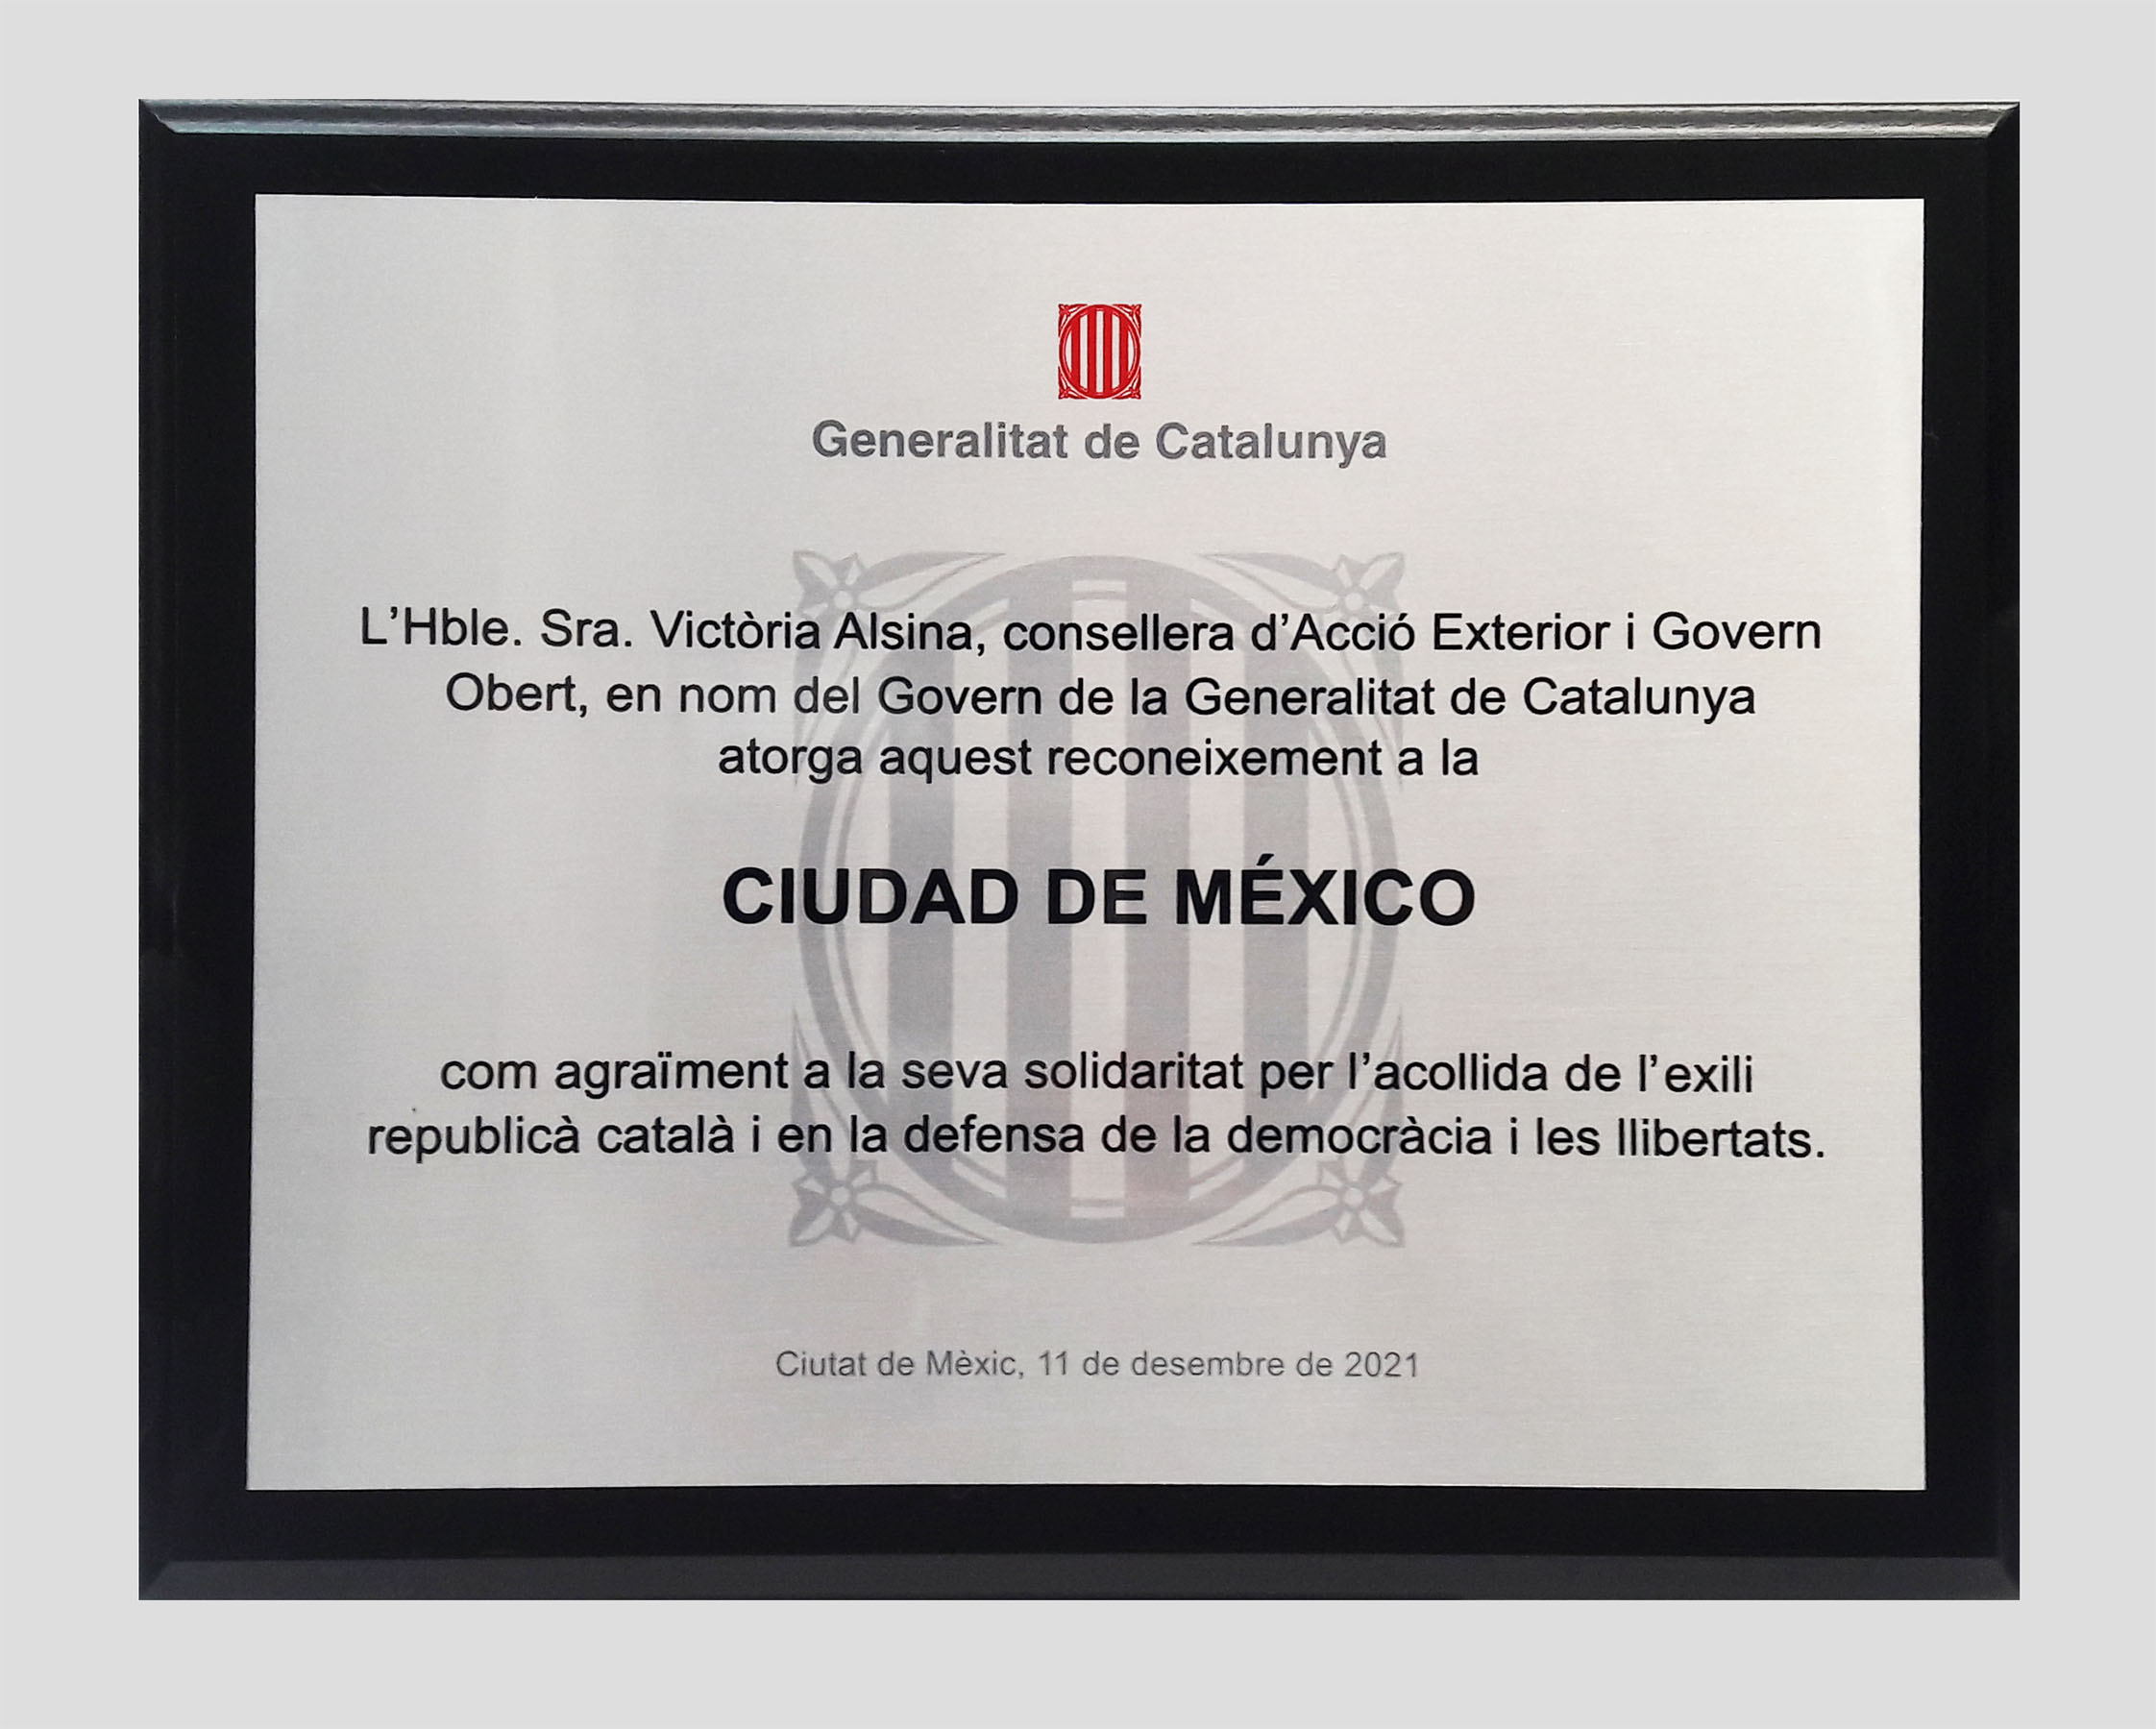 Generalitat de Catalunya
L’Hble. Sra. Victòria Alsina, consellera d’Acció Exterior i Govern
Obert, en nom del Govern de la Generalitat de Catalunya
atorga aquest reconeixement a la
CIUDAD DE MÉXICO
com agraïment a la seva solidaritat per l’acollida de l’exili
republicà català i en la defensa de la democràcia i les llibertats.
Ciutat de Mèxic, 11 de desembre de 2021